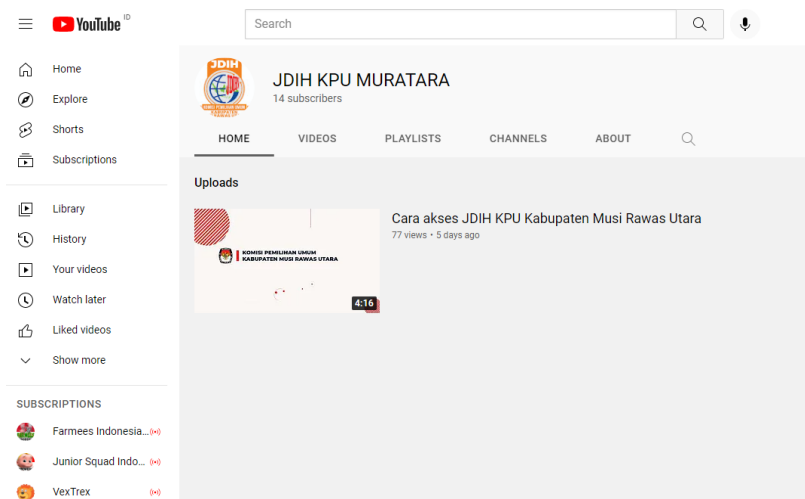 YouTube ID
Search
Home
Explore
Shorts
Subscriptions
Library
History
Your videos
Watch later
Liked videos
Show more
SUBSCRIPTIONS
Farmees Indonesia...
Junior Squad Indo...
VexTrex
JDIH
JDIH KPU MURATARA
14 subscribers
HOME VIDEOS PLAYLISTS CHANNELS ABOUT
Uploads
KOMISI PEMILIHAN UMUM
KABUPATEN MUSI RAWAS UTARA
4:16
Cara akses JDIH KPU Kabupaten Musi Rawas Utara
77 views • 5 days ago